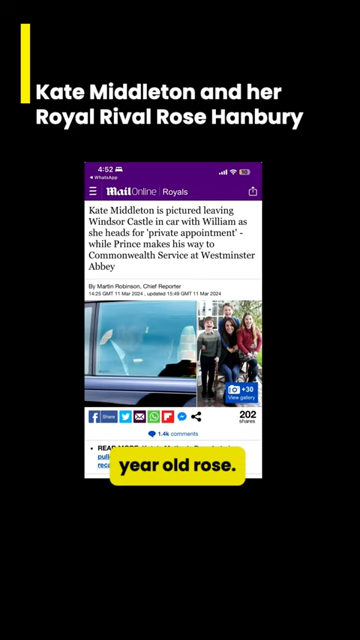 Kate Middleton and her
Royal Rival Rose Hanbury
4:52
WhatsApp
MailOnline | Royals
Kate Middleton is pictured leaving
Windsor Castle in car with William as
she heads for 'private appointment' -
while Prince makes his way to
Commonwealth Service at Westminster
Abbey
By Martin Robinson, Chief Reporter
14:25 GMT 11 Mar 2024 , updated 15:49 GMT 11 Mar 2024
+30
View gallery
Share
202
shares
1.4k comments
year old rose.